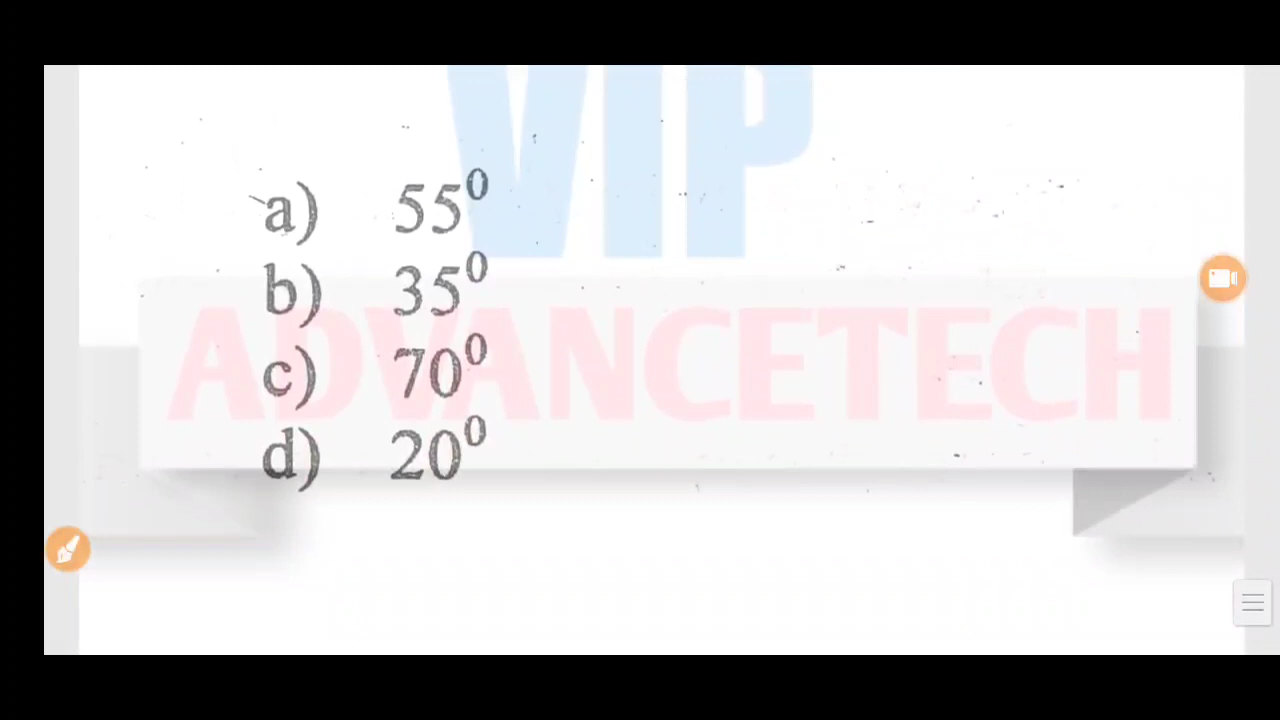 VIP
a) 55⁰
b) 35⁰
ADVANCETECH
c) 70⁰
d) 20⁰